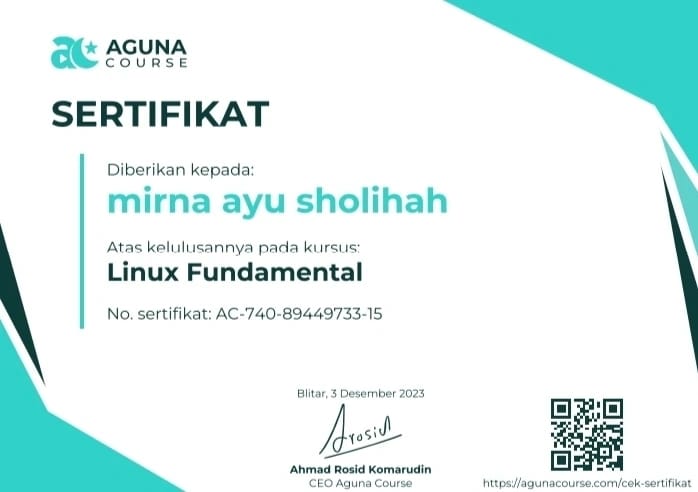 AGUNA
COURSE
SERTIFIKAT
Diberikan kepada:
mirna ayu sholihah
Atas kelulusannya pada kursus:
Linux Fundamental
No. sertifikat: AC-740-89449733-15
Blitar, 3 Desember 2023
Arosid
Ahmad Rosid Komarudin
CEO Aguna Course
https://agunacourse.com/cek-sertifikat